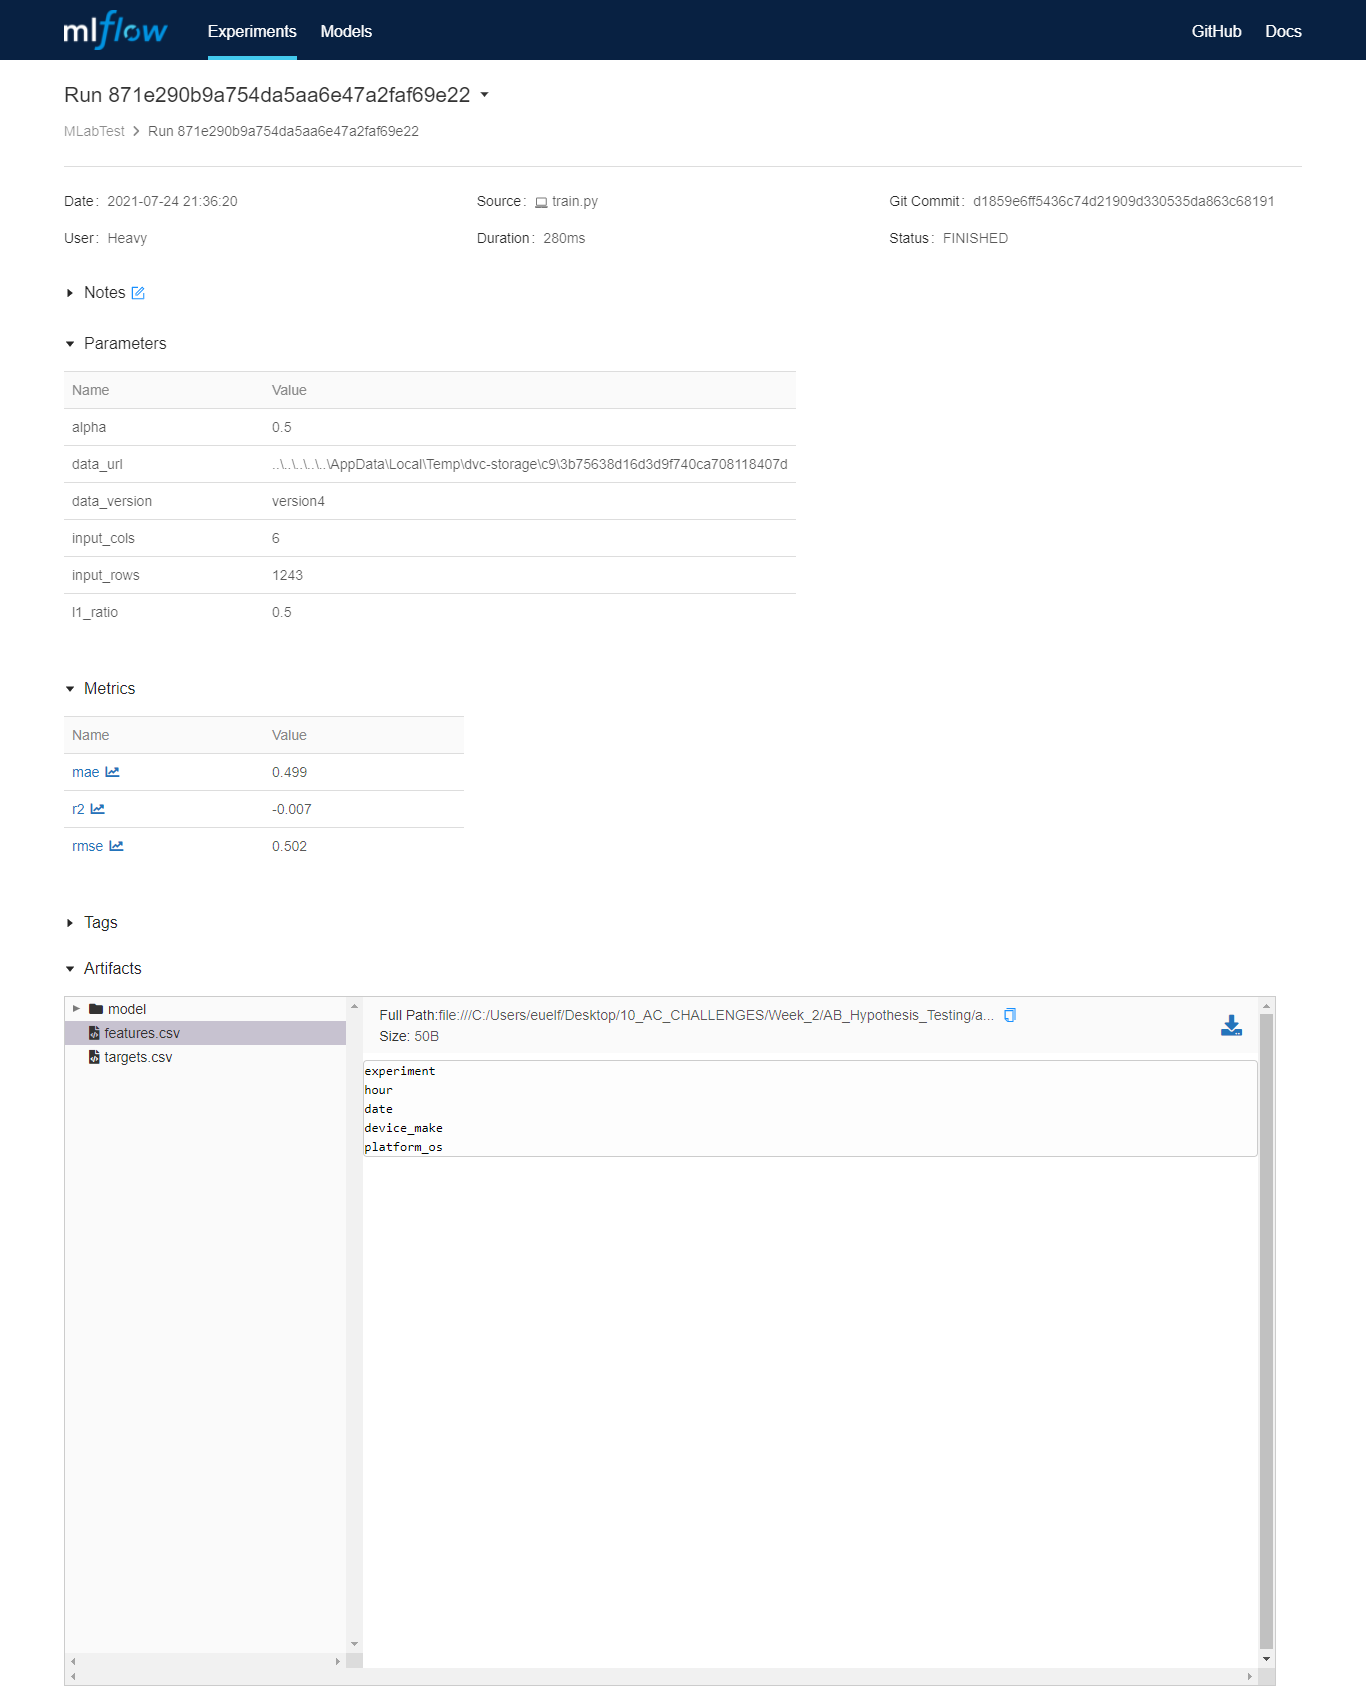 mlflow Experiments Models GitHub Docs
Run 871e290b9a754da5aa6e47a2faf69e22
MLabTest Run 871e290b9a754da5aa6e47a2faf69e22
Date: 2021-07-24 21:36:20 Source: train.py Git Commit: d1859e6ff5436c74d21909d330535da863c68191
User: Heavy Duration: 280ms Status: FINISHED
Notes
Parameters
Name Value
alpha 0.5
data_url ..\..\..\..\..\AppData\Local\Temp\dvc-storage\c9\3b75638d16d3d9f740ca708118407d
data_version version4
input_cols 6
input_rows 1243
l1_ratio 0.5
Metrics
Name Value
mae 0.499
r2 -0.007
rmse 0.502
Tags
Artifacts
model
features.csv
targets.csv
Full Path:file:///C:/Users/euelf/Desktop/10_AC_CHALLENGES/Week_2/AB_Hypothesis_Testing/a...
Size: 50B
experiment
hour
date
device_make
platform_os